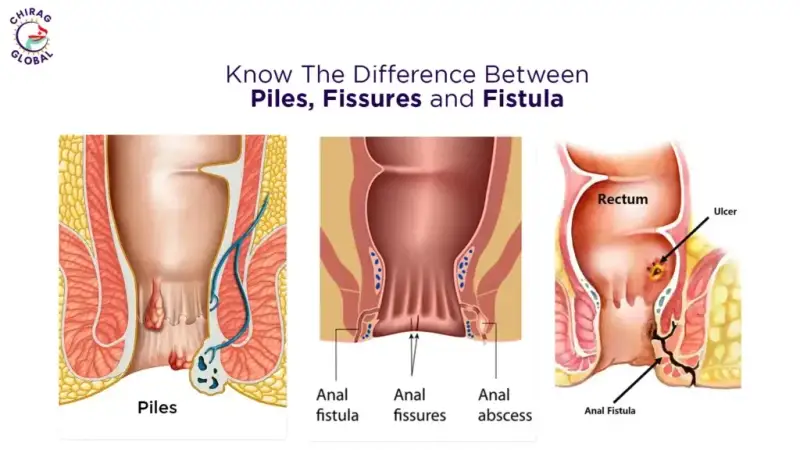 CHIRAG
GLOBAL
Know The Difference Between
Piles, Fissures and Fistula
Piles
Anal
fistula
Anal
fissures
Anal
abscess
Rectum
Ulcer
Anal Fistula